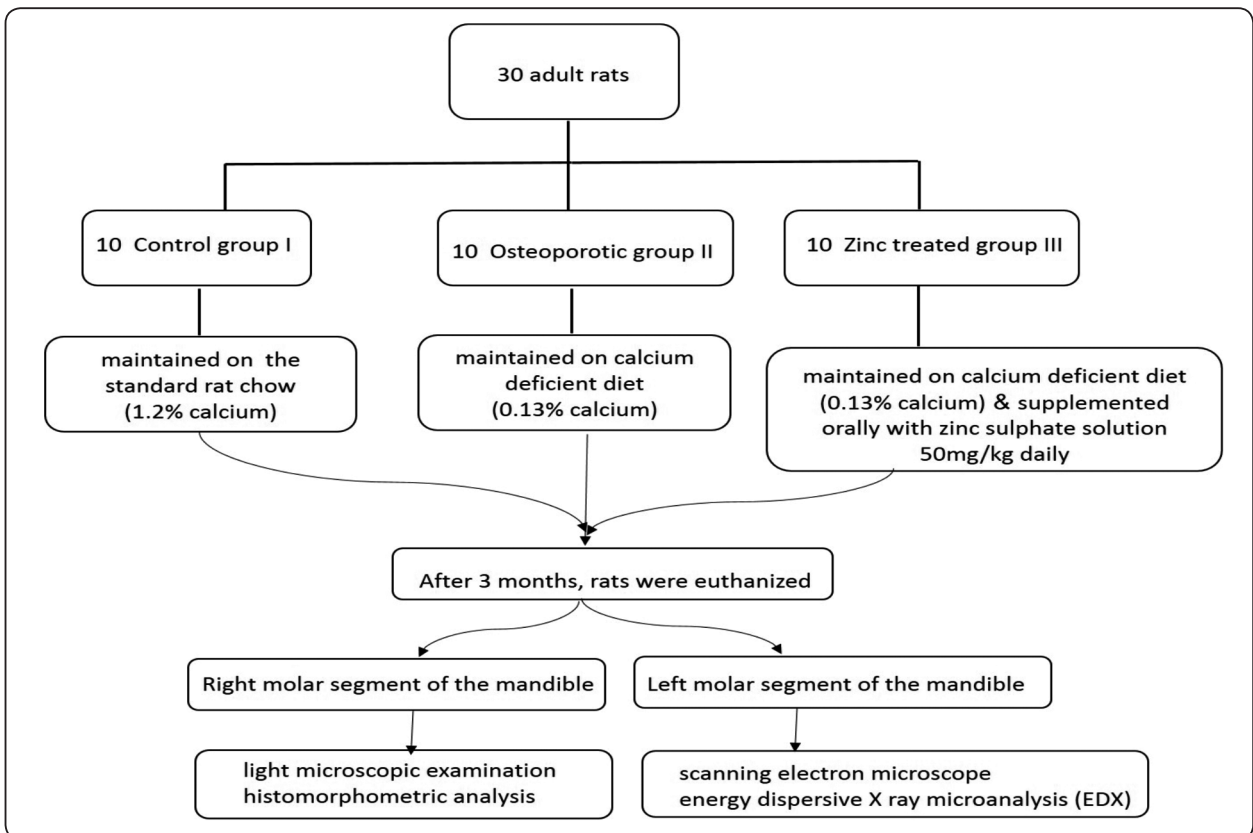 30 adult rats
10 Control group I
10 Osteoporotic group II
10 Zinc treated group III
maintained on the
standard rat chow
(1.2% calcium)
maintained on calcium
deficient diet
(0.13% calcium)
maintained on calcium deficient diet
(0.13% calcium) & supplemented
orally with zinc sulphate solution
50mg/kg daily
After 3 months, rats were euthanized
Right molar segment of the mandible
Left molar segment of the mandible
light microscopic examination
histomorphometric analysis
scanning electron microscope
energy dispersive X ray microanalysis (EDX)